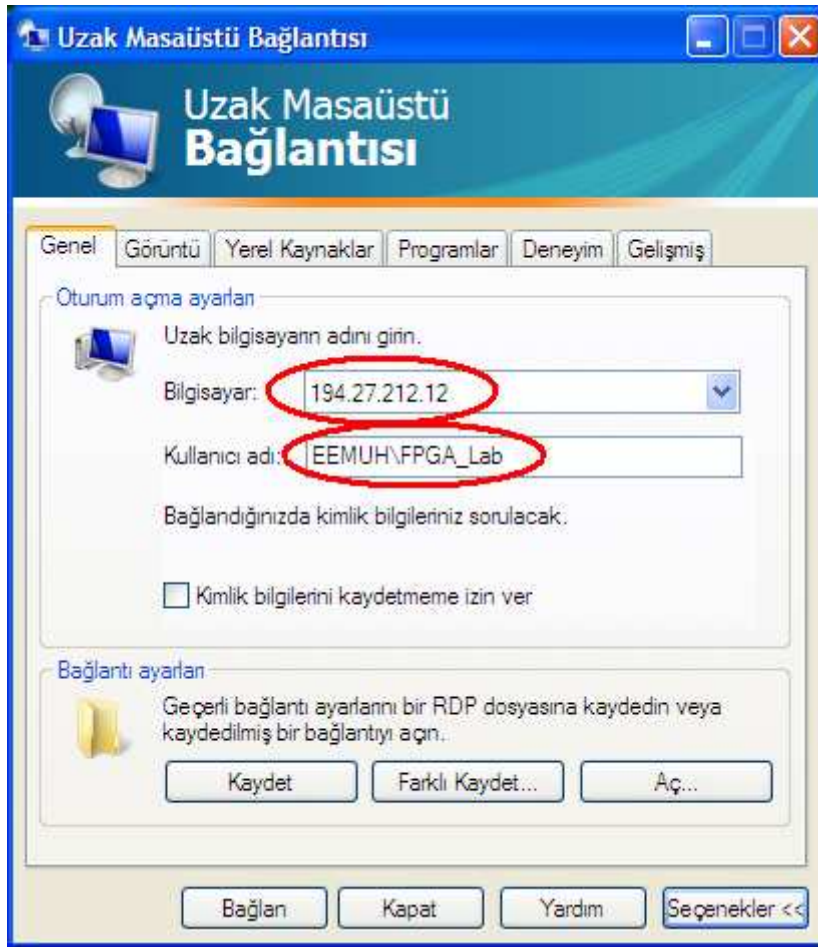 Uzak Masaüstü Bağlantısı
Uzak Masaüstü
Bağlantısı
Genel Görüntü Yerel Kaynaklar Programlar Deneyim Gelişmiş
Oturum açma ayarları
Uzak bilgisayarın adını girin.
Bilgisayar: 194.27.212.12
Kullanıcı adı: EEMUH\FPGA_Lab
Bağlandığınızda kimlik bilgileriniz sorulacak.
Kimlik bilgilerini kaydetmeme izin ver
Bağlantı ayarları
Geçerli bağlantı ayarlarını bir RDP dosyasına kaydedin veya
kaydedilmiş bir bağlantıyı açın.
Kaydet Farklı Kaydet... Aç...
Bağlan Kapat Yardım Seçenekler <<